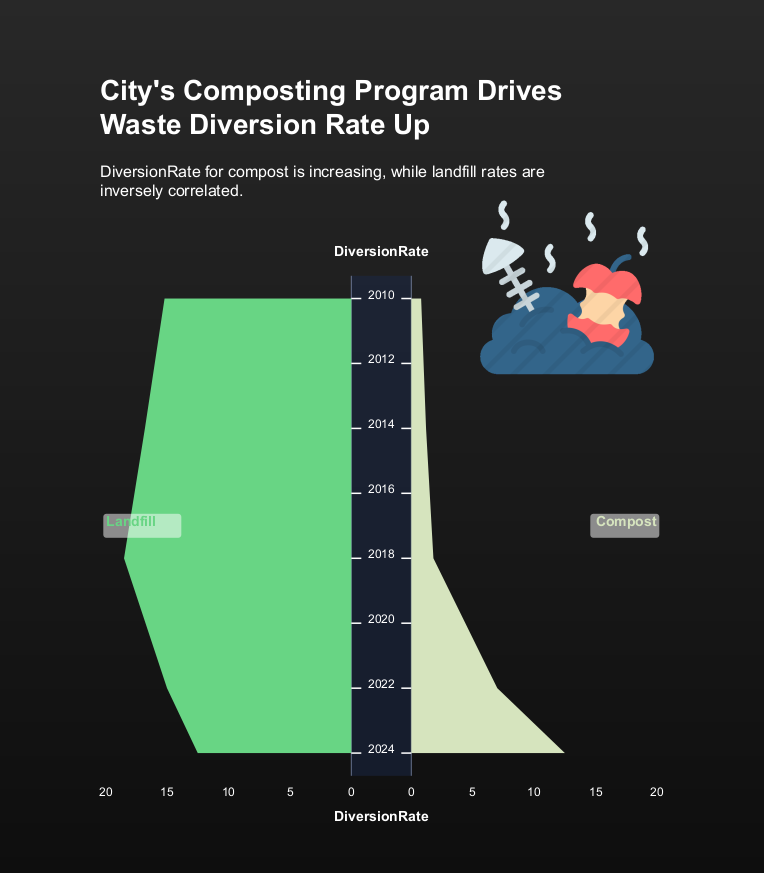 City's Composting Program Drives
Waste Diversion Rate Up
DiversionRate for compost is increasing, while landfill rates are
inversely correlated.
DiversionRate
2010
2012
2014
2016
Landfill
Compost
2018
2020
2022
2024
20 15 10 5 0 0 5 10 15 20
DiversionRate